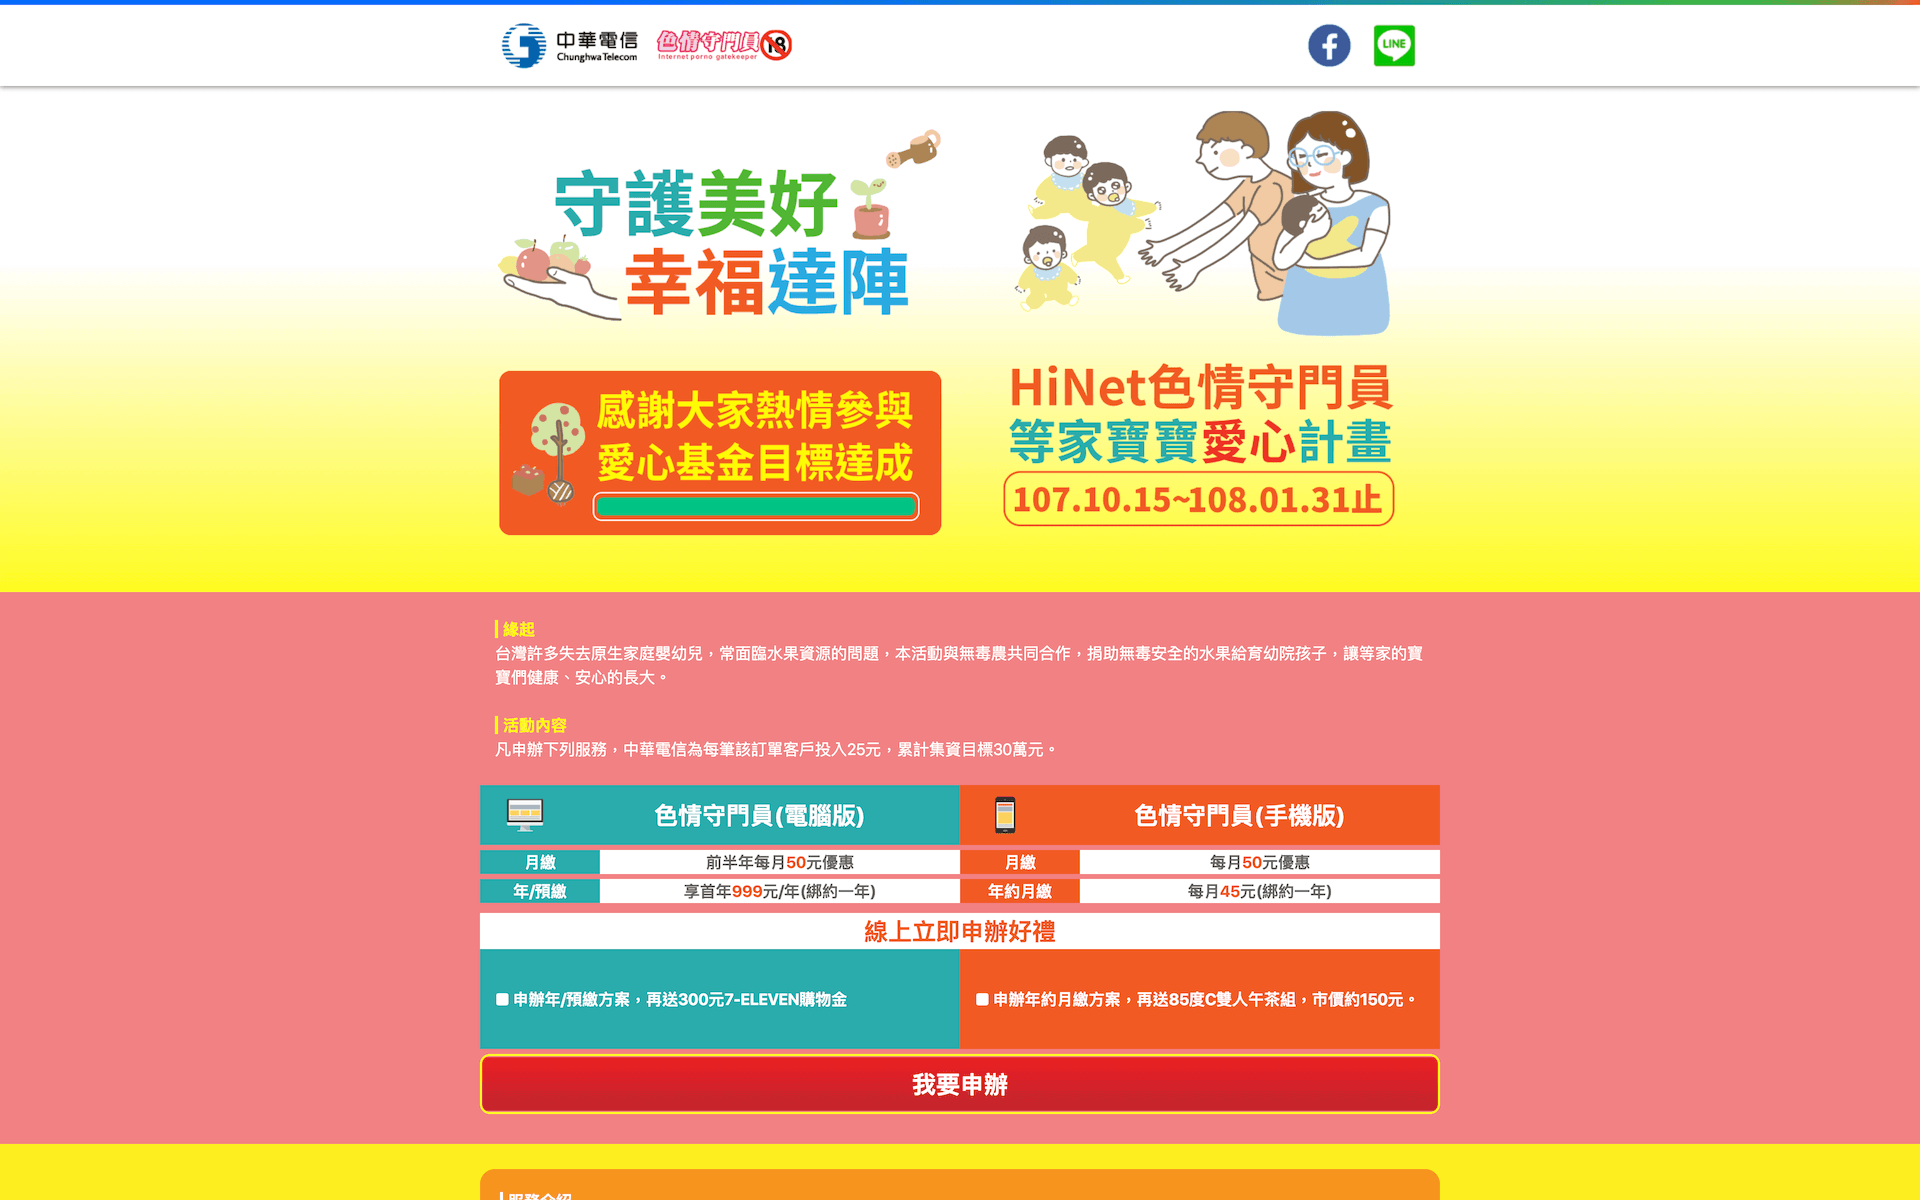 中華電信
Chunghwa Telecom
色情守門員 18
Internet porno gatekeeper
LINE
守護美好
幸福達陣
感謝大家熱情參與
愛心基金目標達成
HiNet色情守門員
等家寶寶愛心計畫
107.10.15~108.01.31止
緣起
台灣許多失去原生家庭嬰幼兒，常面臨水果資源的問題，本活動與無毒農共同合作，捐助無毒安全的水果給育幼院孩子，讓等家的寶
寶們健康、安心的長大。
活動內容
凡申辦下列服務，中華電信為每筆該訂單客戶投入25元，累計集資目標30萬元。
色情守門員(電腦版)
色情守門員(手機版)
月繳
前半年每月50元優惠
月繳
每月50元優惠
年/預繳
享首年999元/年(綁約一年)
年約月繳
每月45元(綁約一年)
線上立即申辦好禮
申辦年/預繳方案，再送300元7-ELEVEN購物金
申辦年約月繳方案，再送85度C雙人午茶組，市價約150元。
我要申辦
服務介紹